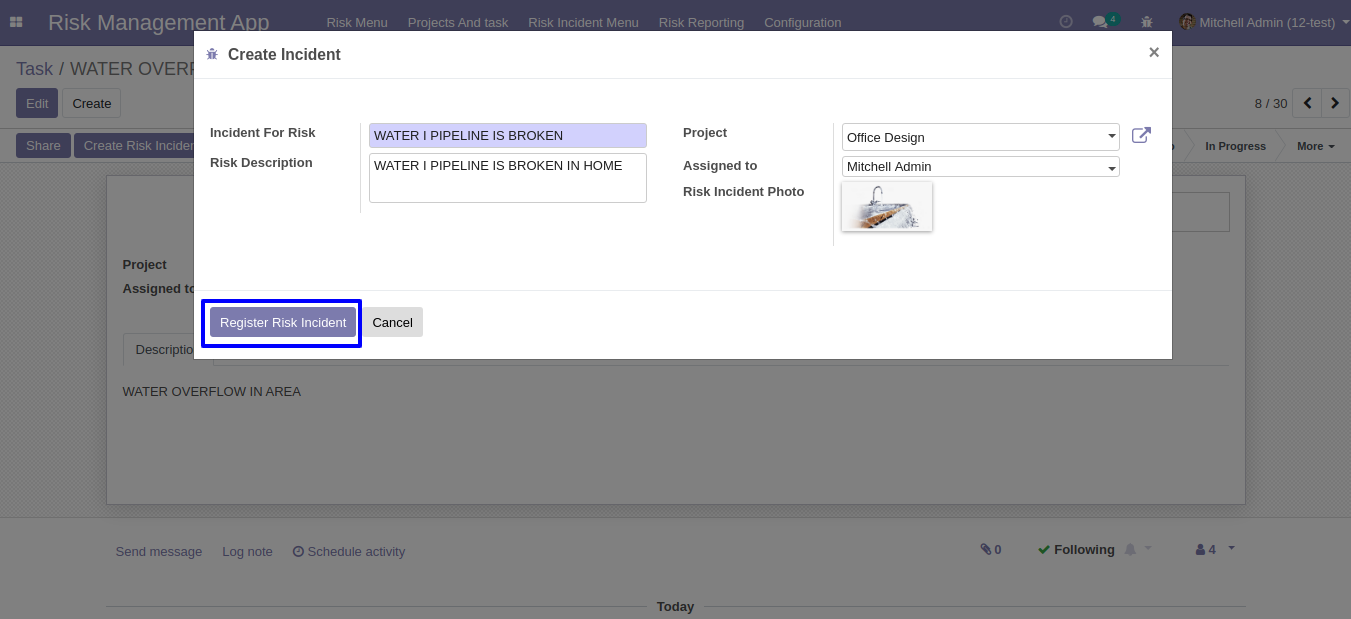 Risk Management App Risk Menu Projects And task Risk Incident Menu Risk Reporting Configuration 4 Mitchell Admin (12-test)
Create Incident ×
Task / WATER OVERF
Edit Create 8 / 30
Share Create Risk Inciden In Progress More
Incident For Risk WATER I PIPELINE IS BROKEN
Risk Description WATER I PIPELINE IS BROKEN IN HOME
Project Office Design
Assigned to Mitchell Admin
Risk Incident Photo
Register Risk Incident Cancel
Project
Assigned to
Descriptio
WATER OVERFLOW IN AREA
Send message Log note Schedule activity 0 Following 4
Today